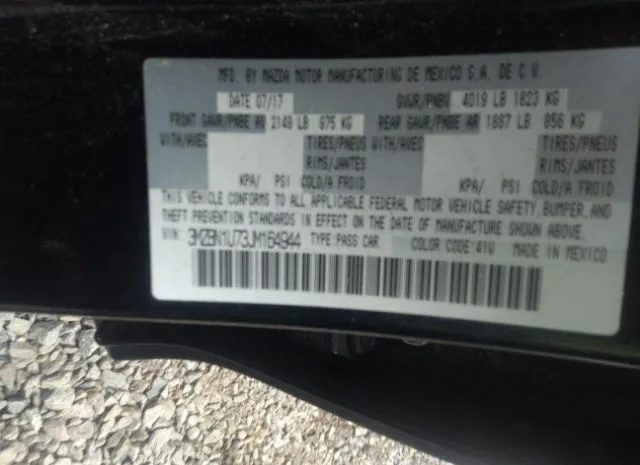 MFD. BY MAZDA MOTOR MANUFACTURING DE MEXICO S.A. DE C.V.
DATE 07/17 GVWR/PNBV 4019 LB 1823 KG
FRONT GAWR/PNBE AR 2149 LB 975 KG REAR GAWR/PNBE AR 1887 LB 856 KG
WITH/AVEC TIRES/PNEUS WITH/AVEC TIRES/PNEUS
RIMS/JANTES RIMS/JANTES
KPA/ PSI COLD/A FROID KPA/ PSI COLD/A FROID
THIS VEHICLE CONFORMS TO ALL APPLICABLE FEDERAL MOTOR VEHICLE SAFETY, BUMPER, AND
THEFT PREVENTION STANDARDS IN EFFECT ON THE DATE OF MANUFACTURE SHOWN ABOVE.
VIN: 3MZBN1U73JM164944 TYPE:PASS CAR COLOR CODE:41U MADE IN MEXICO